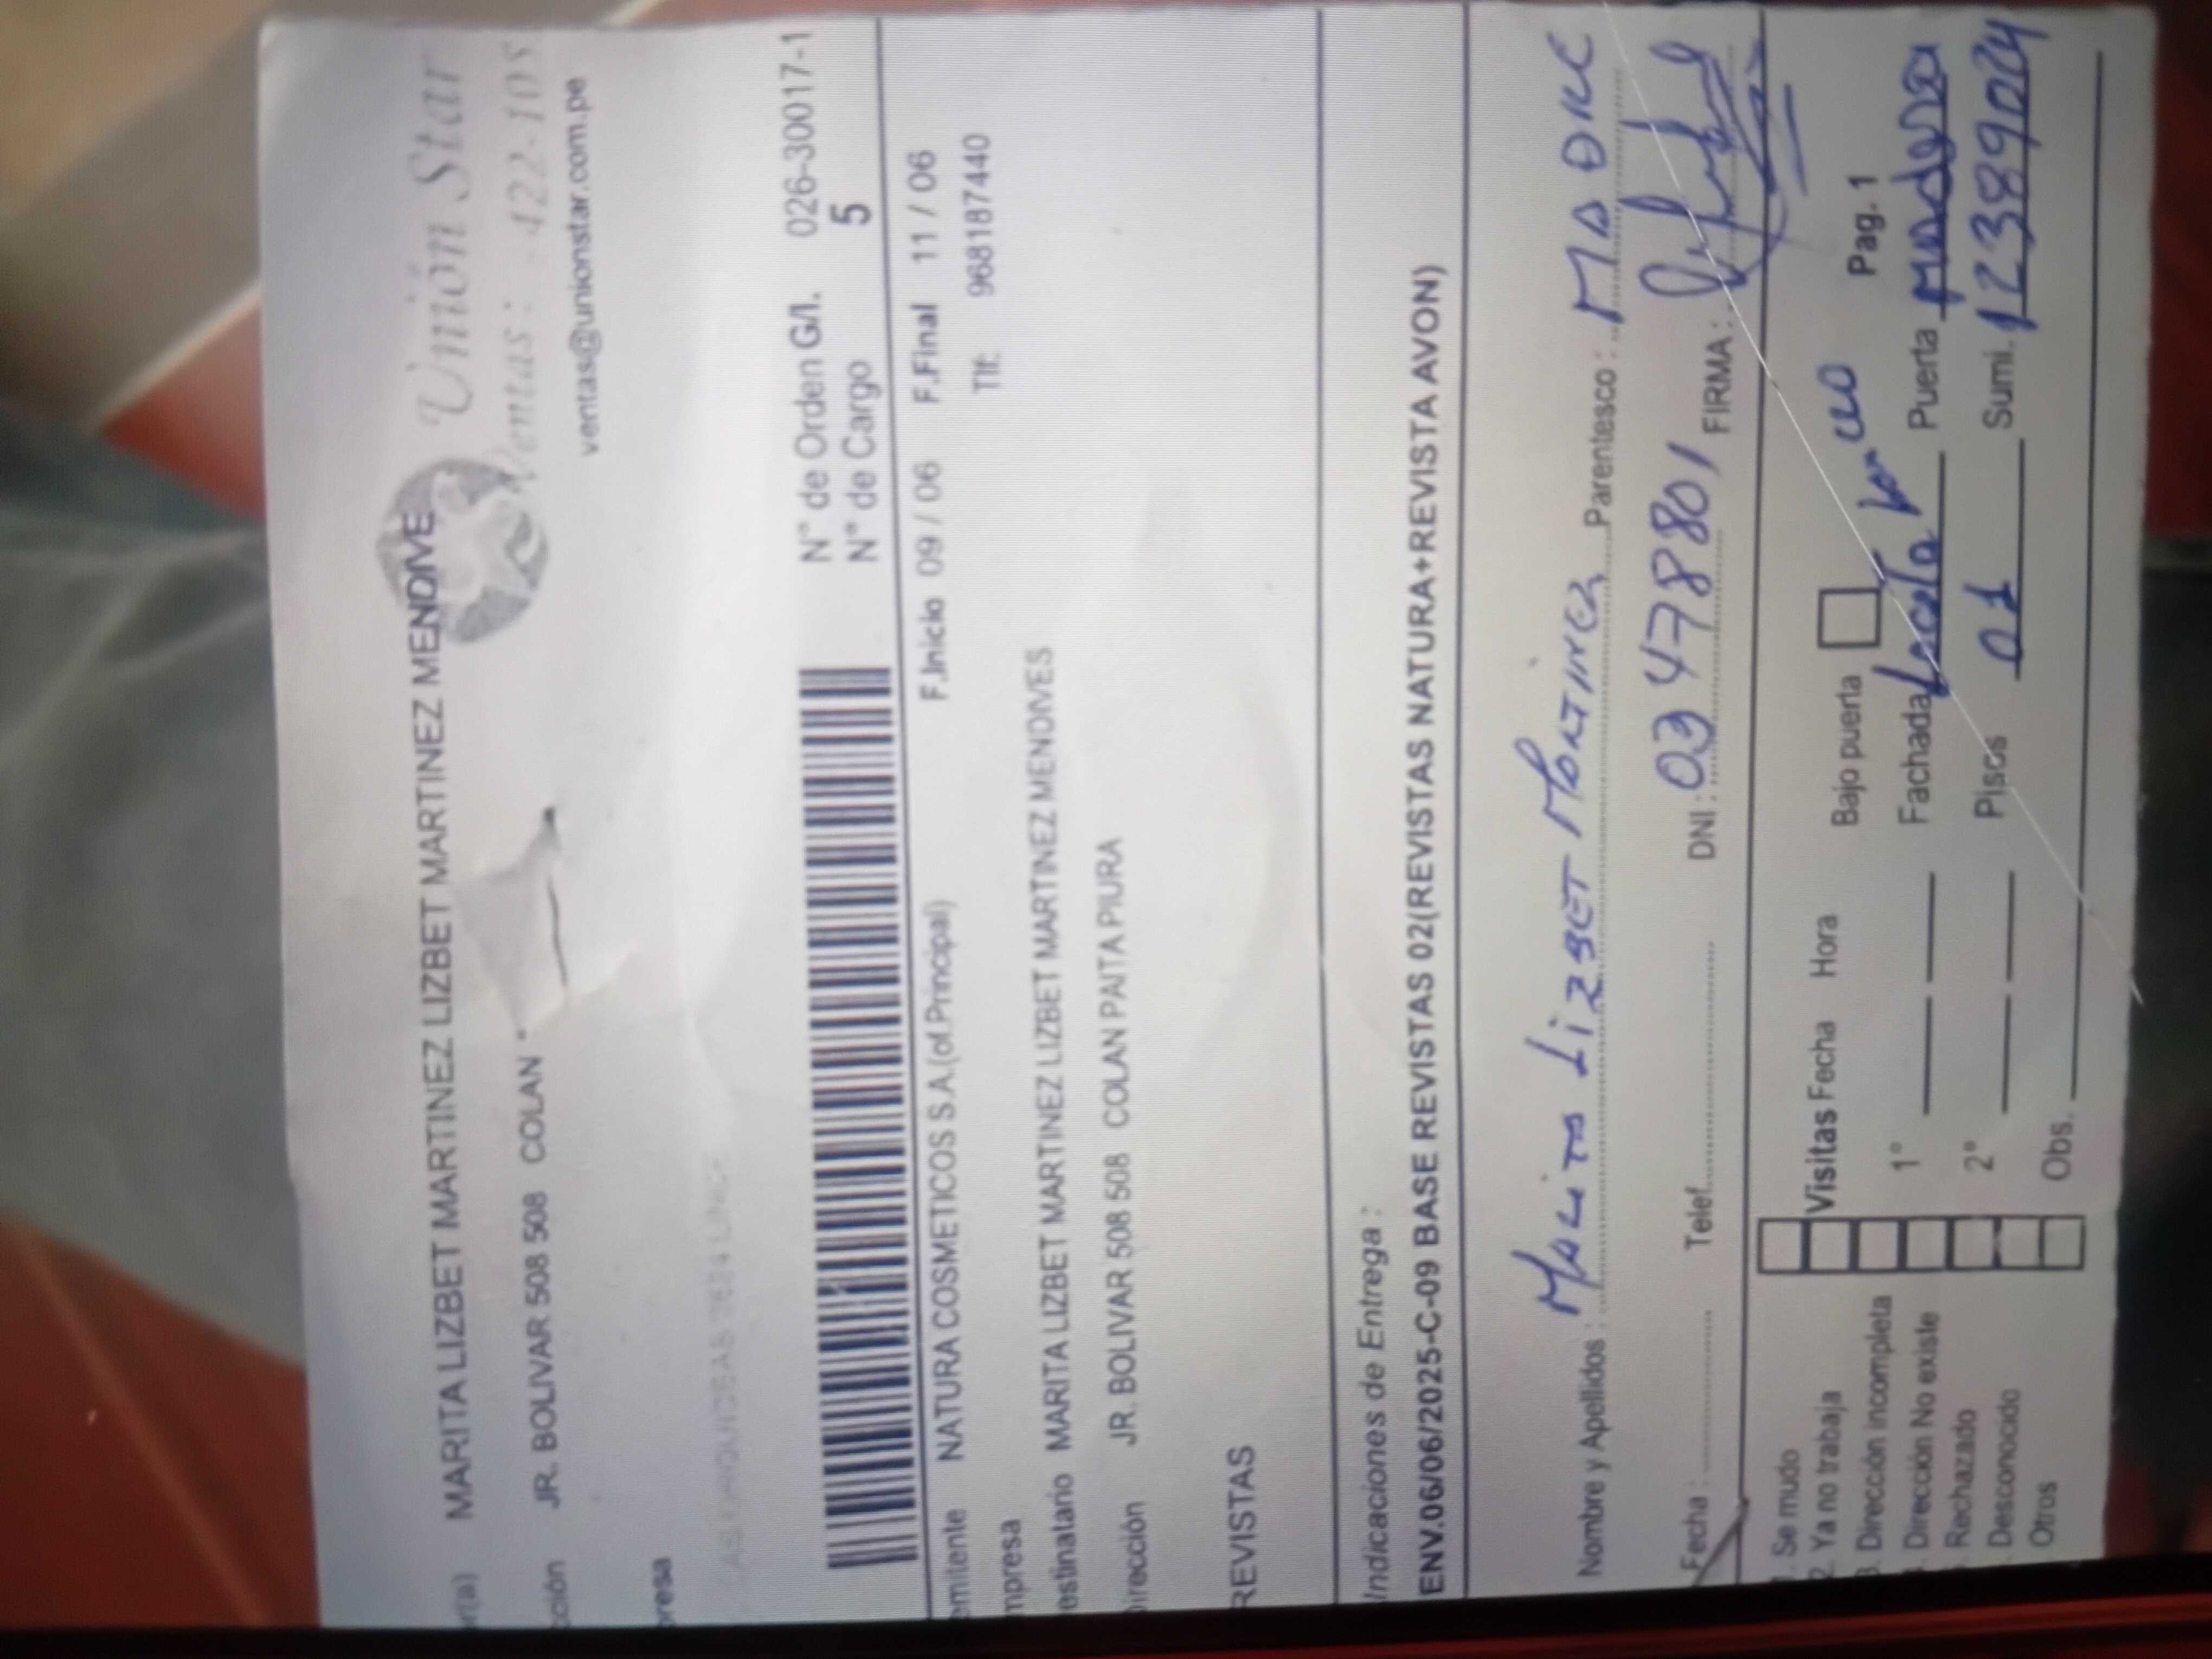 r(a) MARITA LIZBET MARTINEZ LIZBET MARTINEZ MENDIVE
Unión Star
cción JR. BOLIVAR 508 508 COLAN
Ventas : 422-105
ventas@unionstar.com.pe
presa
N° de Orden G/I. 026-30017-1
N° de Cargo 5
emitente NATURA COSMETICOS S.A.(of.Principal) F.Inicio 09 / 06 F.Final 11 / 06
mpresa Tlf: 968187440
estinatario MARITA LIZBET MARTINEZ LIZBET MARTINEZ MENDIVES
Dirección JR. BOLIVAR 508 508 COLAN PAITA PIURA
REVISTAS
Indicaciones de Entrega :
ENV.06/06/2025-C-09 BASE REVISTAS 02(REVISTAS NATURA+REVISTA AVON)
Nombre y Apellidos : Marita Lizbet Martinez Parentesco : MADRE
Fecha : Telef. DNI : 03478801 FIRMA :
1. Se mudo
2. Ya no trabaja Visitas Fecha Hora Bajo puerta Pag. 1
3. Dirección incompleta 1° Fachada Puerta Madera
. Dirección No existe
. Rechazado 2° Pisos 01 Sumi. 12389024
. Desconocido
Otros Obs.